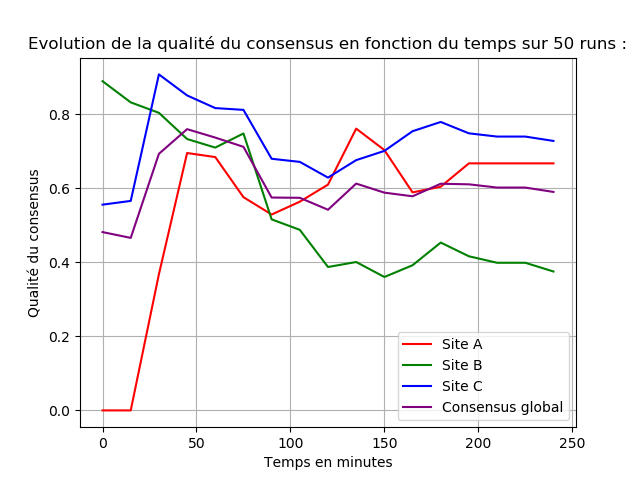 Evolution de la qualité du consensus en fonction du temps sur 50 runs :
Qualité du consensus
0.8
0.6
0.4
0.2
0.0
Site A
Site B
Site C
Consensus global
0 50 100 150 200 250
Temps en minutes